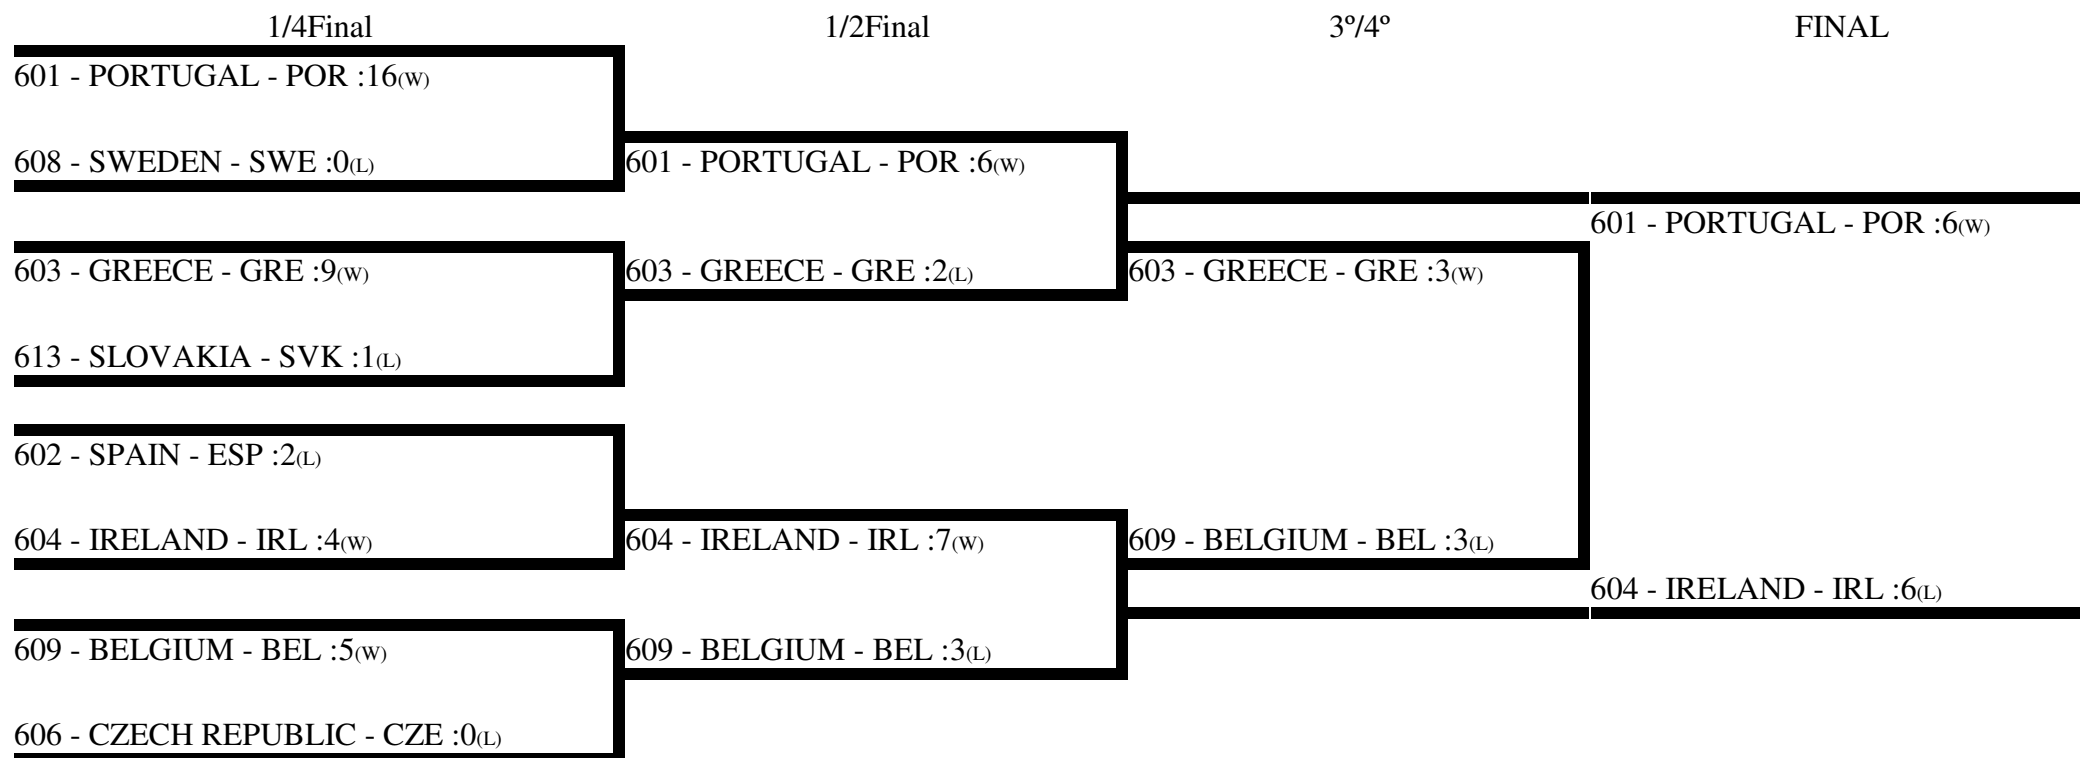 1/4Final 1/2Final 3º/4º FINAL
601 - PORTUGAL - POR :16(W)
608 - SWEDEN - SWE :0(L) 601 - PORTUGAL - POR :6(W)
601 - PORTUGAL - POR :6(W)
603 - GREECE - GRE :9(W) 603 - GREECE - GRE :2(L) 603 - GREECE - GRE :3(W)
613 - SLOVAKIA - SVK :1(L)
602 - SPAIN - ESP :2(L)
604 - IRELAND - IRL :4(W) 604 - IRELAND - IRL :7(W) 609 - BELGIUM - BEL :3(L)
604 - IRELAND - IRL :6(L)
609 - BELGIUM - BEL :5(W) 609 - BELGIUM - BEL :3(L)
606 - CZECH REPUBLIC - CZE :0(L)